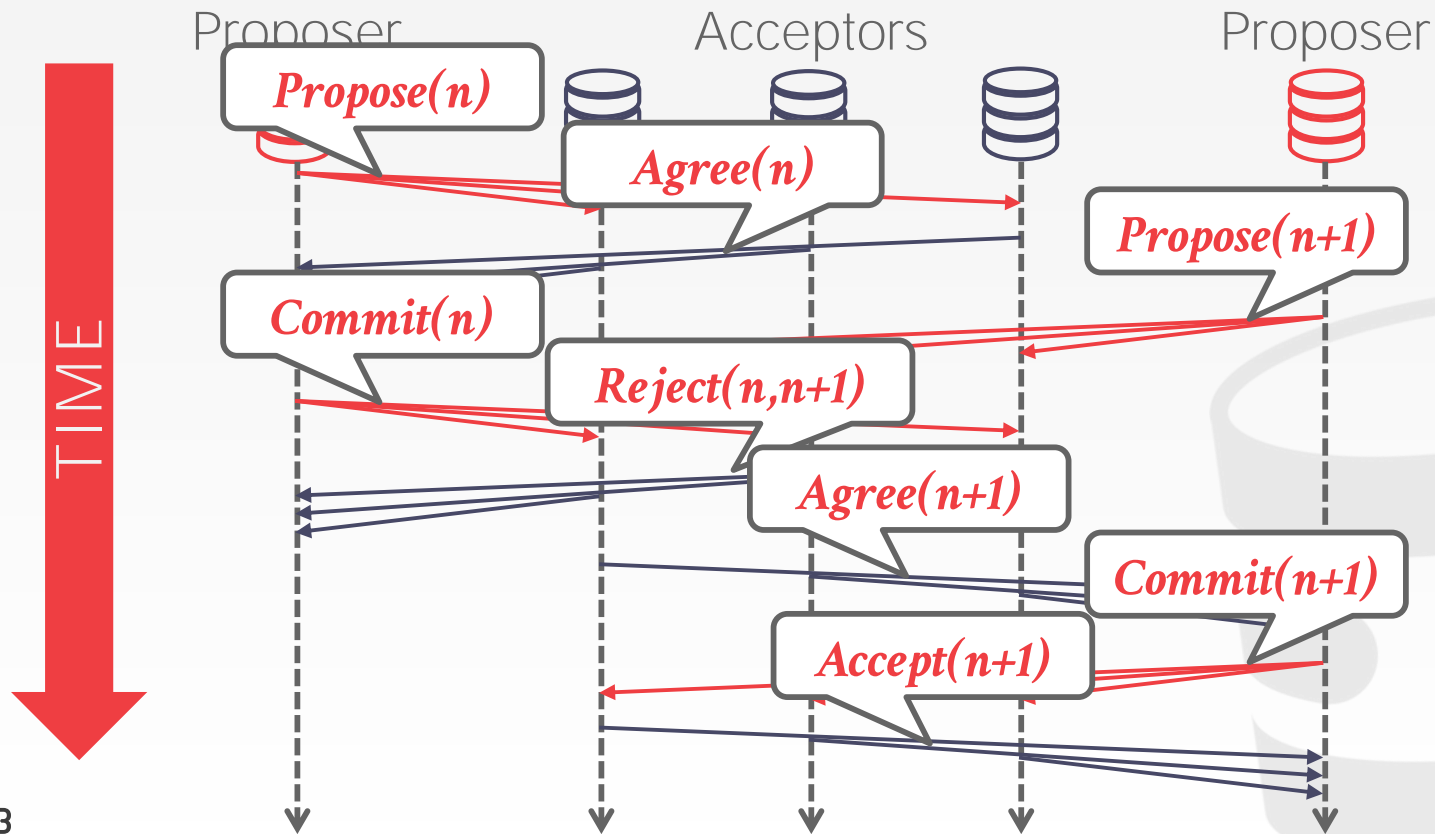 Proposer
Acceptors
Proposer
Propose(n)
Agree(n)
Propose(n+1)
Commit(n)
TIME
Reject(n,n+1)
Agree(n+1)
Commit(n+1)
Accept(n+1)